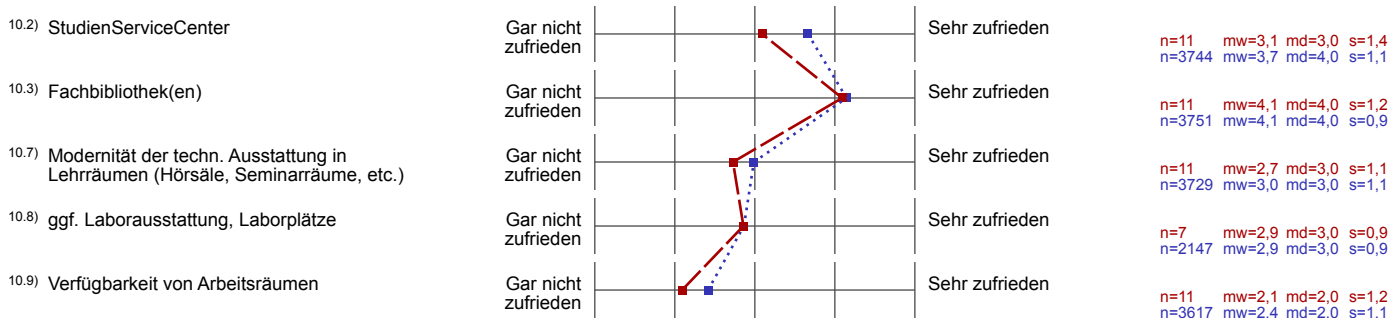 10.2) StudienServiceCenter
Gar nicht
zufrieden
Sehr zufrieden
n=11 mw=3,1 md=3,0 s=1,4
n=3744 mw=3,7 md=4,0 s=1,1
10.3) Fachbibliothek(en)
Gar nicht
zufrieden
Sehr zufrieden
n=11 mw=4,1 md=4,0 s=1,2
n=3751 mw=4,1 md=4,0 s=0,9
10.7) Modernität der techn. Ausstattung in
Lehrräumen (Hörsäle, Seminarräume, etc.)
Gar nicht
zufrieden
Sehr zufrieden
n=11 mw=2,7 md=3,0 s=1,1
n=3729 mw=3,0 md=3,0 s=1,1
10.8) ggf. Laborausstattung, Laborplätze
Gar nicht
zufrieden
Sehr zufrieden
n=7 mw=2,9 md=3,0 s=0,9
n=2147 mw=2,9 md=3,0 s=0,9
10.9) Verfügbarkeit von Arbeitsräumen
Gar nicht
zufrieden
Sehr zufrieden
n=11 mw=2,1 md=2,0 s=1,2
n=3617 mw=2,4 md=2,0 s=1,1